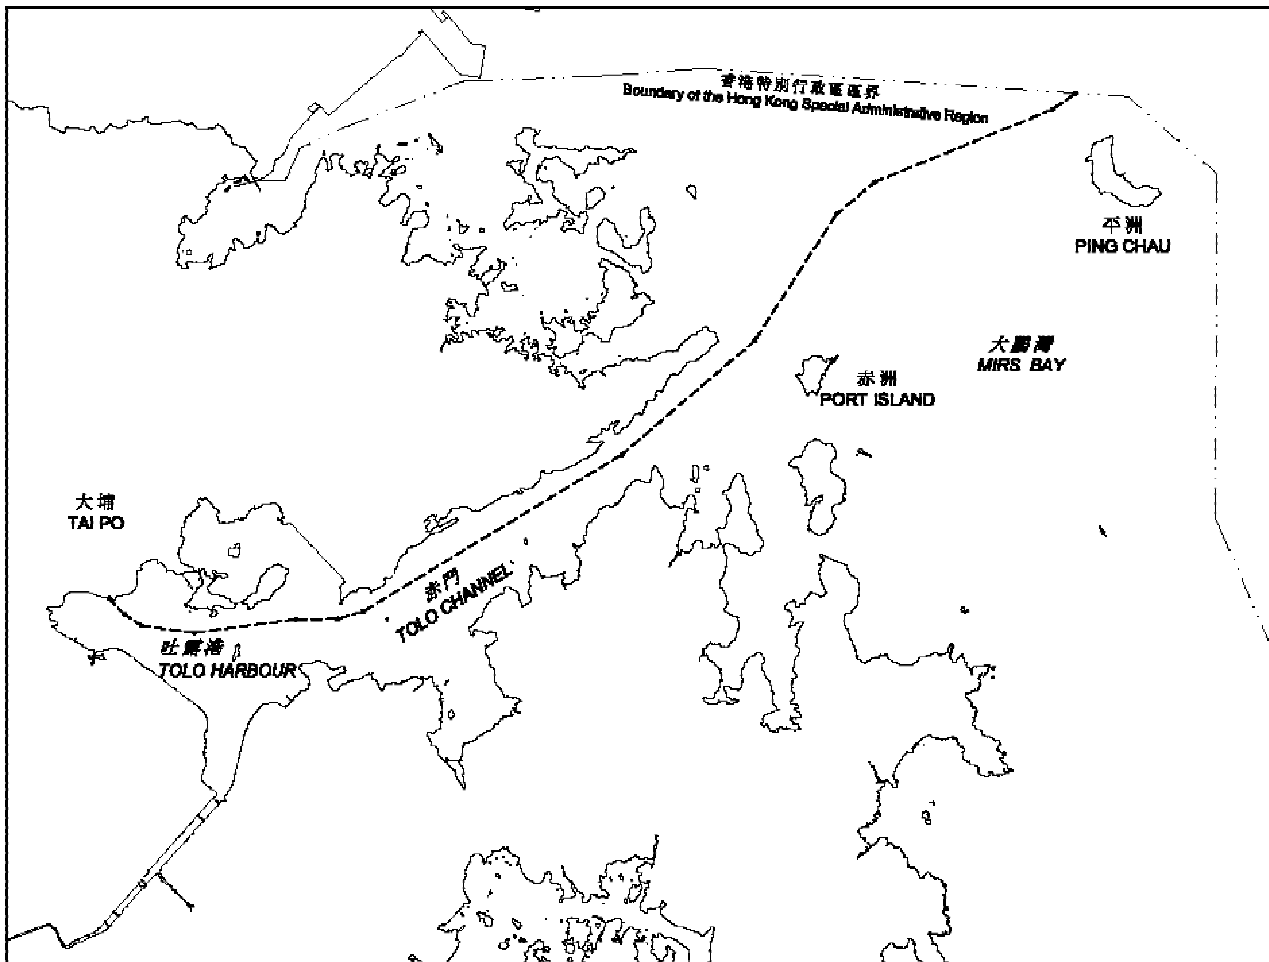 香港特別行政區區界
Boundary of the Hong Kong Special Administrative Region
平洲
PING CHAU
大鵬灣
MIRS BAY
赤洲
PORT ISLAND
大埔
TAI PO
赤門
TOLO CHANNEL
吐露港
TOLO HARBOUR